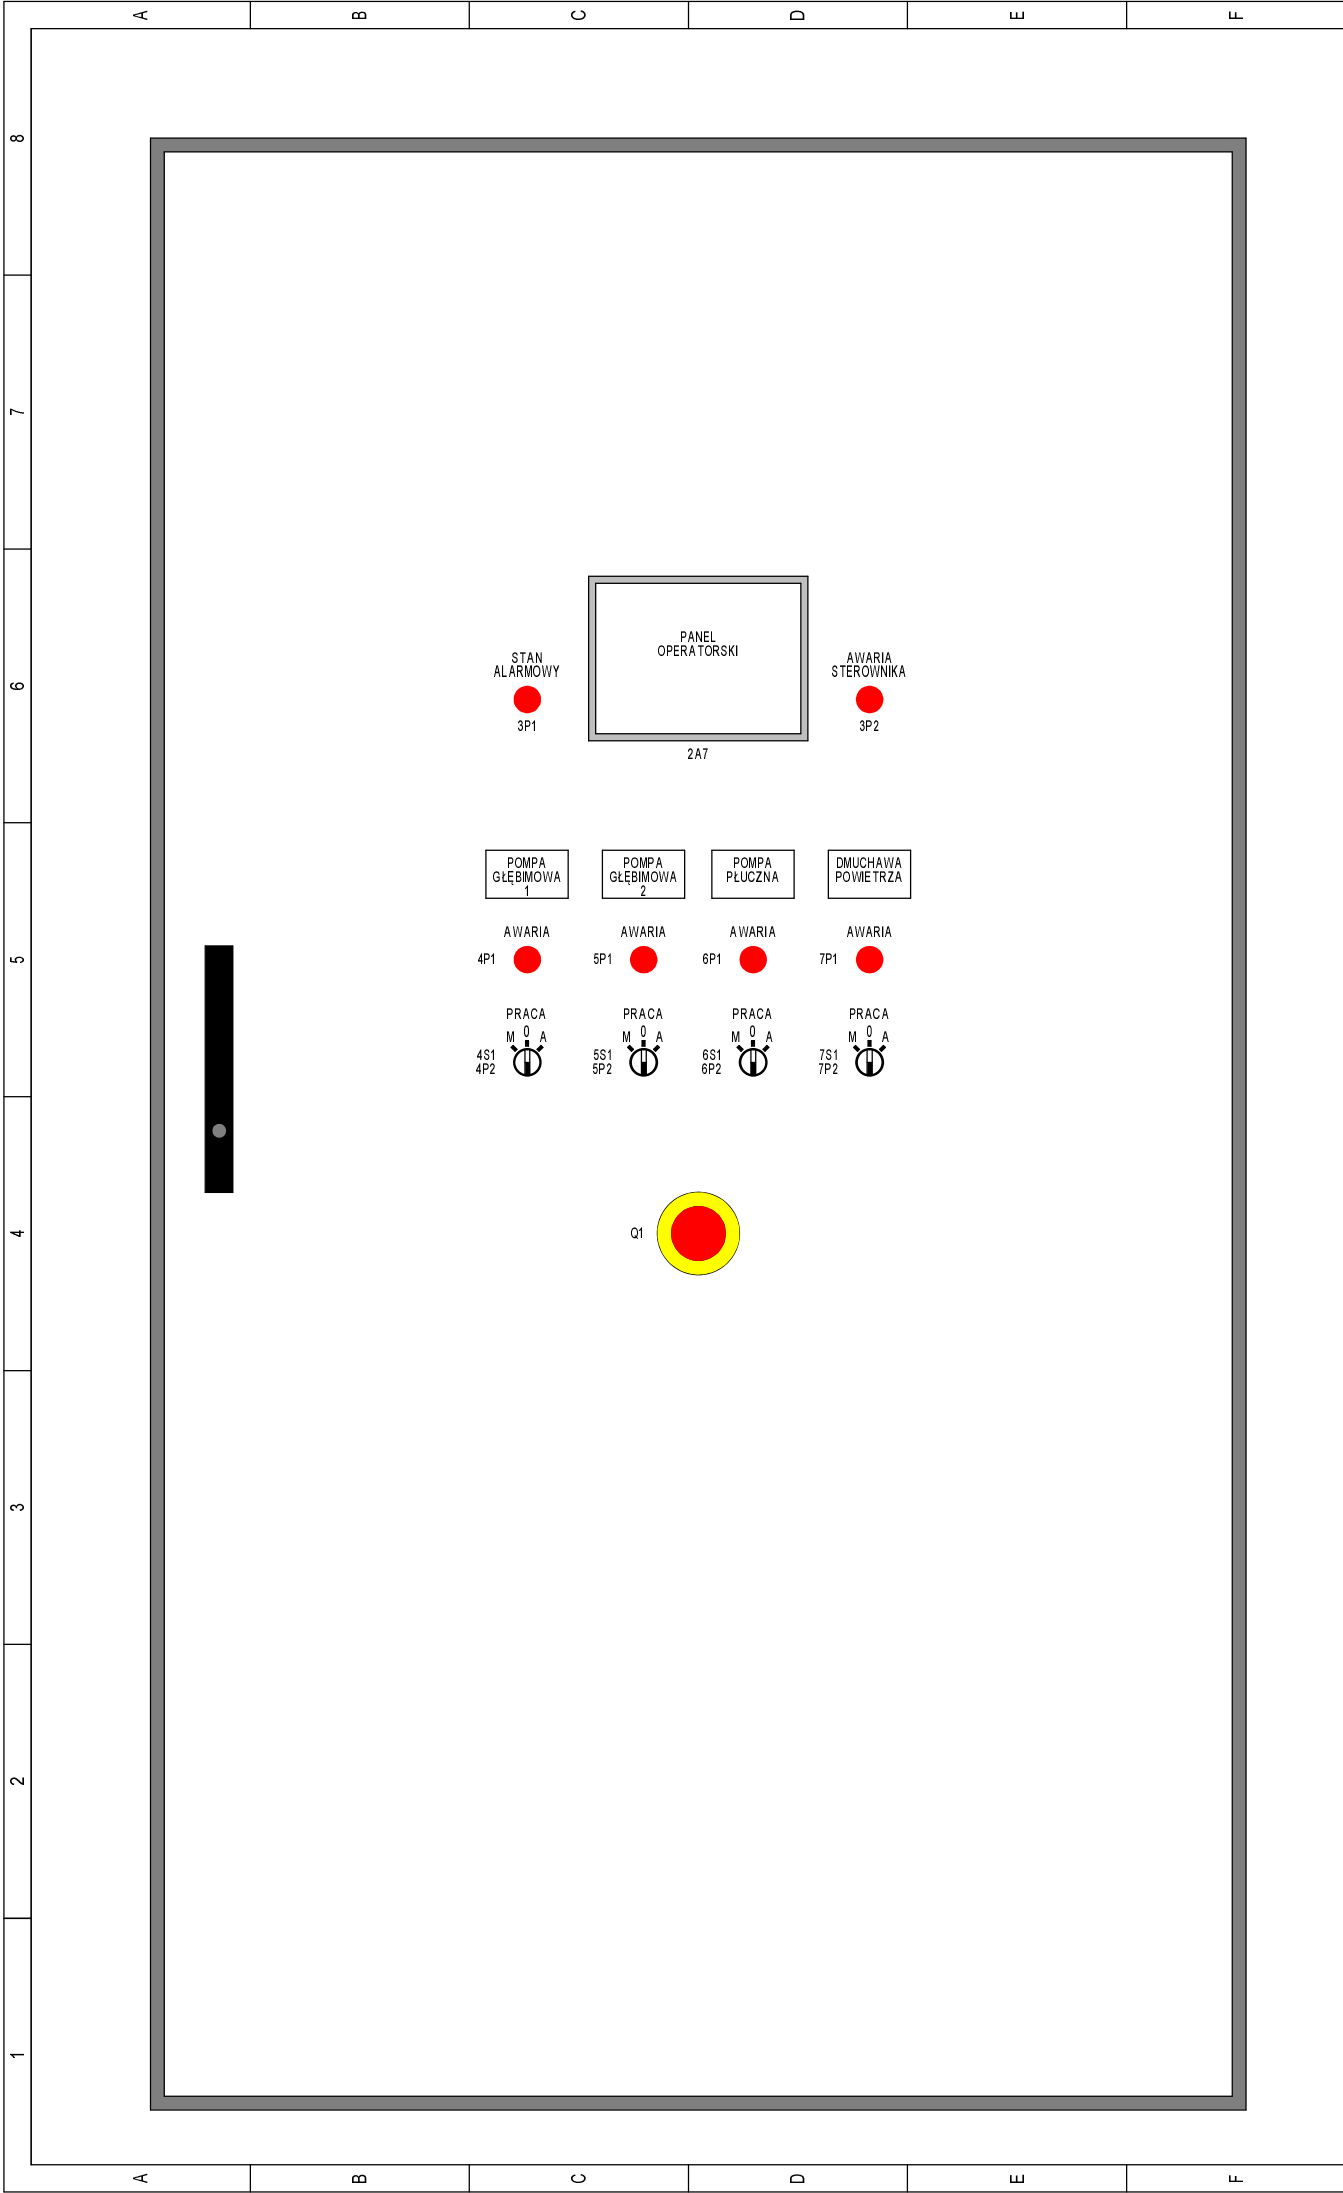 A B C D E F
8
7
6
5
4
3
2
1
PANEL
OPERATORSKI
2A7
STAN
ALARMOWY
3P1
AWARIA
STEROWNIKA
3P2
POMPA
GŁĘBIMOWA
1
AWARIA
4P1
PRACA
M 0 A
4S1
4P2
POMPA
GŁĘBIMOWA
2
AWARIA
5P1
PRACA
M 0 A
5S1
5P2
POMPA
PŁUCZNA
AWARIA
6P1
PRACA
M 0 A
6S1
6P2
DMUCHAWA
POWIETRZA
AWARIA
7P1
PRACA
M 0 A
7S1
7P2
Q1
A B C D E F